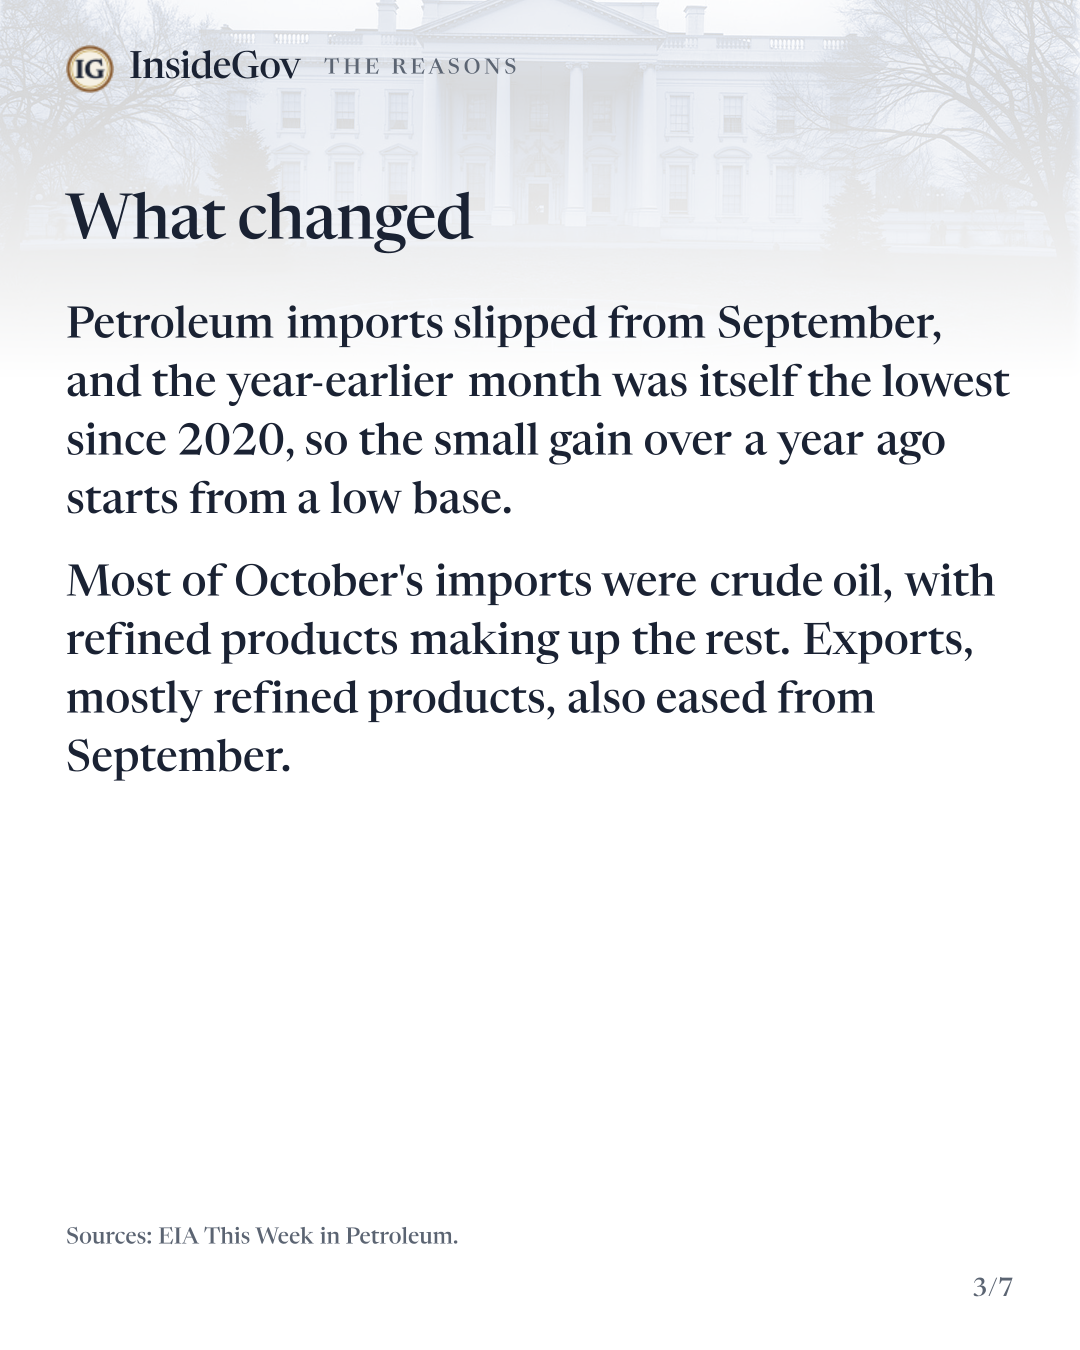 IG InsideGov THE REASONS
What changed
Petroleum imports slipped from September,
and the year-earlier month was itself the lowest
since 2020, so the small gain over a year ago
starts from a low base.
Most of October's imports were crude oil, with
refined products making up the rest. Exports,
mostly refined products, also eased from
September.
Sources: EIA This Week in Petroleum.
3/7